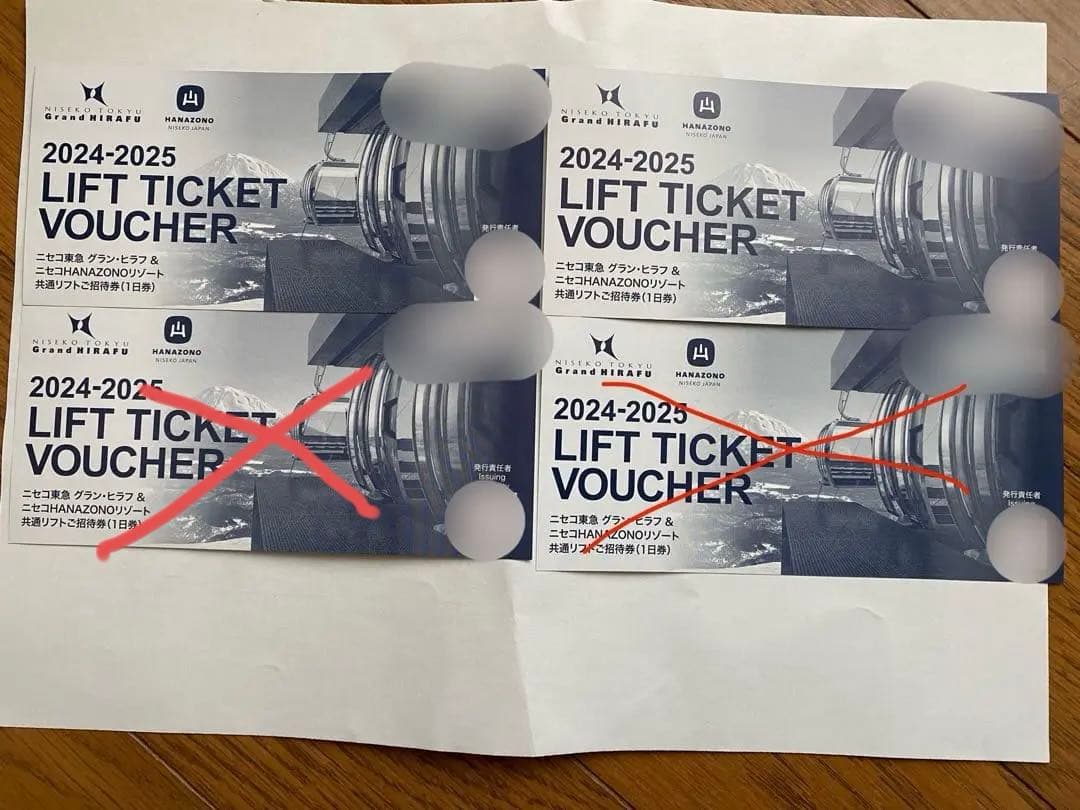 NISEKO TOKYU
Grand HIRAFU
HANAZONO
NISEKO JAPAN
2024-2025
LIFT TICKET
VOUCHER
ニセコ東急 グラン・ヒラフ &
ニセコHANAZONOリゾート
共通リフトご招待券(1日券)
発行責任者
NISEKO TOKYU
Grand HIRAFU
HANAZONO
NISEKO JAPAN
2024-2025
LIFT TICKET
VOUCHER
ニセコ東急 グラン・ヒラフ &
ニセコHANAZONOリゾート
共通リフトご招待券(1日券)
発行責任者
NISEKO TOKYU
Grand HIRAFU
HANAZONO
NISEKO JAPAN
2024-2025
LIFT TICKET
VOUCHER
ニセコ東急 グラン・ヒラフ &
ニセコHANAZONOリゾート
共通リフトご招待券(1日券)
発行責任者
Issuing
NISEKO TOKYU
Grand HIRAFU
HANAZONO
NISEKO JAPAN
2024-2025
LIFT TICKET
VOUCHER
ニセコ東急 グラン・ヒラフ &
ニセコHANAZONOリゾート
共通リフトご招待券(1日券)
発行責任者
Issuing